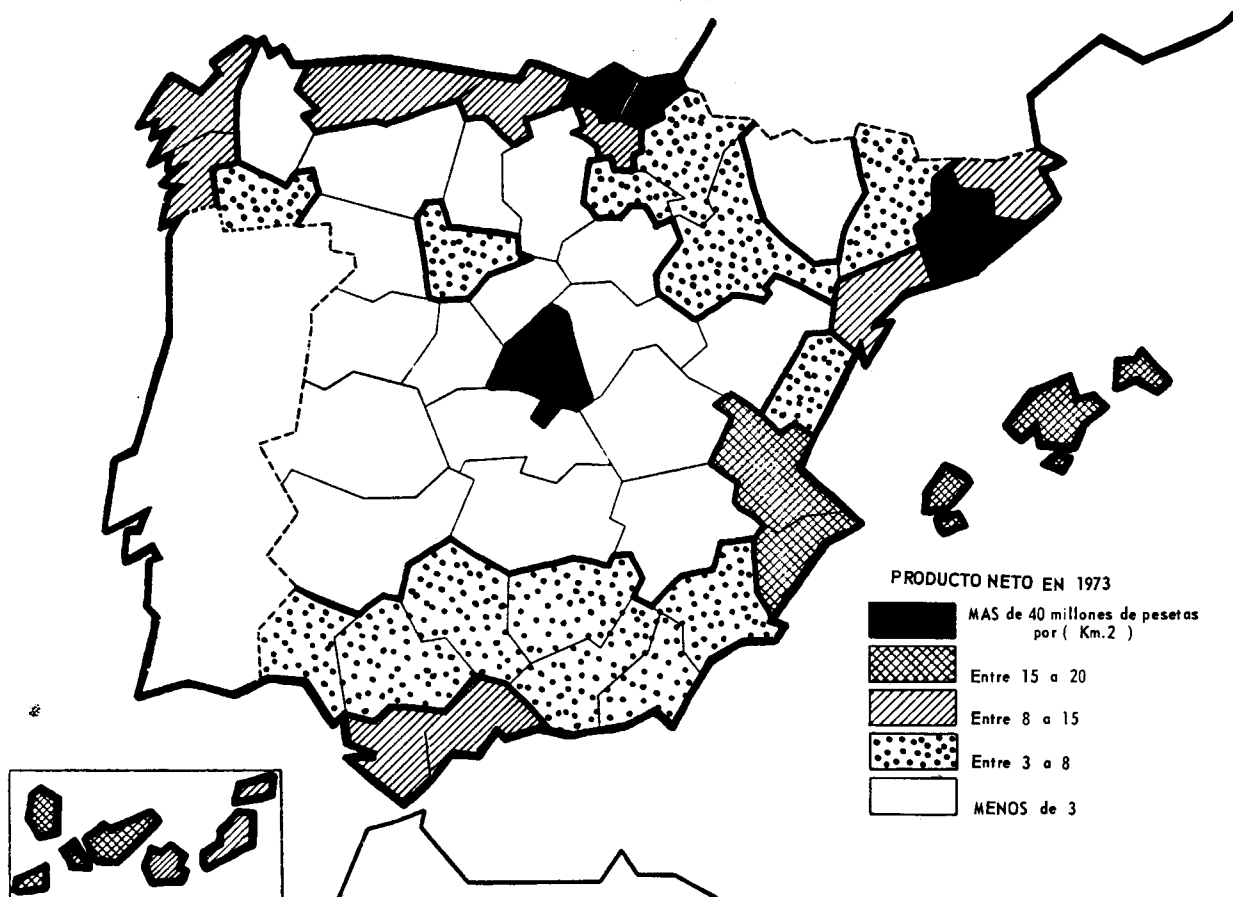 PRODUCTO NETO EN 1973
MAS de 40 millones de pesetas
por ( Km.2 )
Entre 15 a 20
Entre 8 a 15
Entre 3 a 8
MENOS de 3